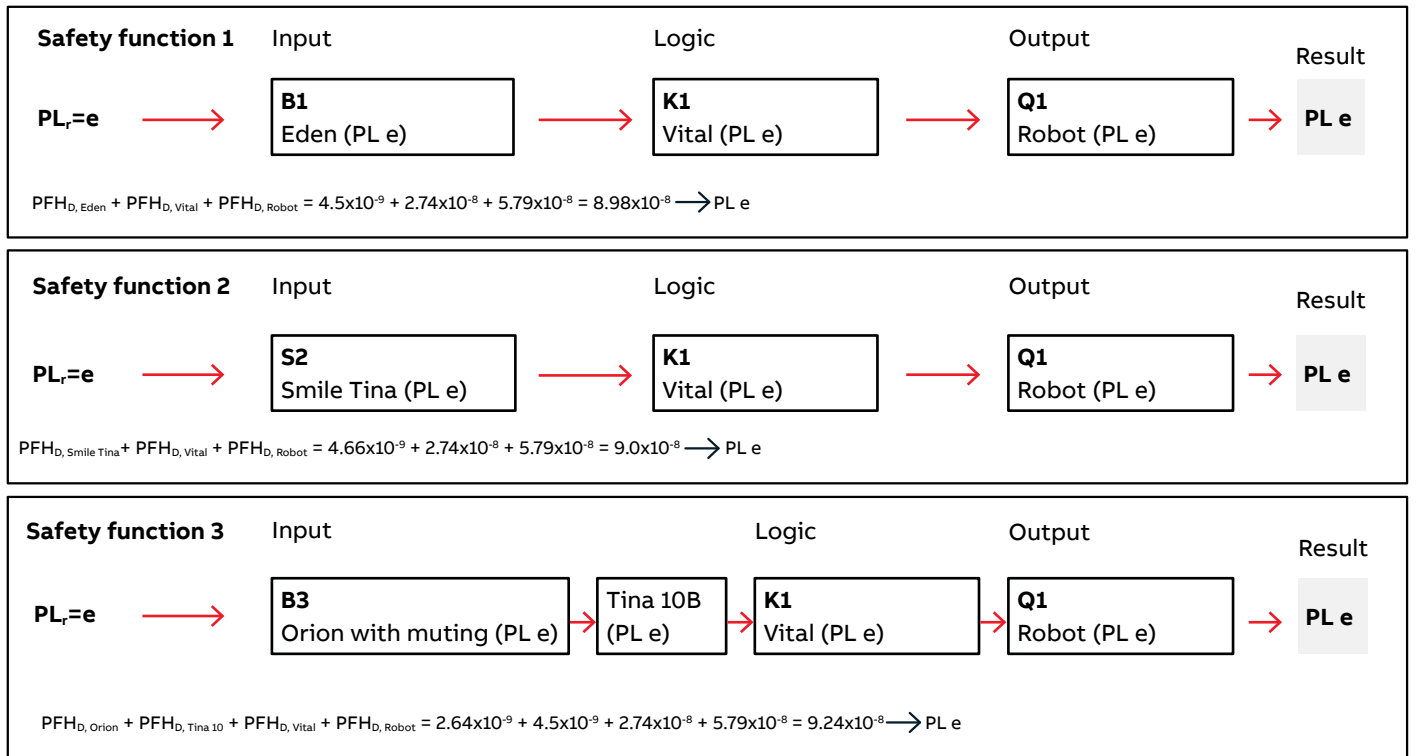 Safety function 1 Input Logic Output
Result
PLr=e
B1
Eden (PL e)
K1
Vital (PL e)
Q1
Robot (PL e)
PL e
PFHD, Eden + PFHD, Vital + PFHD, Robot = 4.5x10-9 + 2.74x10-8 + 5.79x10-8 = 8.98x10-8 → PL e
Safety function 2 Input Logic Output
Result
PLr=e
S2
Smile Tina (PL e)
K1
Vital (PL e)
Q1
Robot (PL e)
PL e
PFHD, Smile Tina+ PFHD, Vital + PFHD, Robot = 4.66x10-9 + 2.74x10-8 + 5.79x10-8 = 9.0x10-8 → PL e
Safety function 3 Input Logic Output
Result
PLr=e
B3
Orion with muting (PL e)
Tina 10B
(PL e)
K1
Vital (PL e)
Q1
Robot (PL e)
PL e
PFHD, Orion + PFHD, Tina 10 + PFHD, Vital + PFHD, Robot = 2.64x10-9 + 4.5x10-9 + 2.74x10-8 + 5.79x10-8 = 9.24x10-8 → PL e